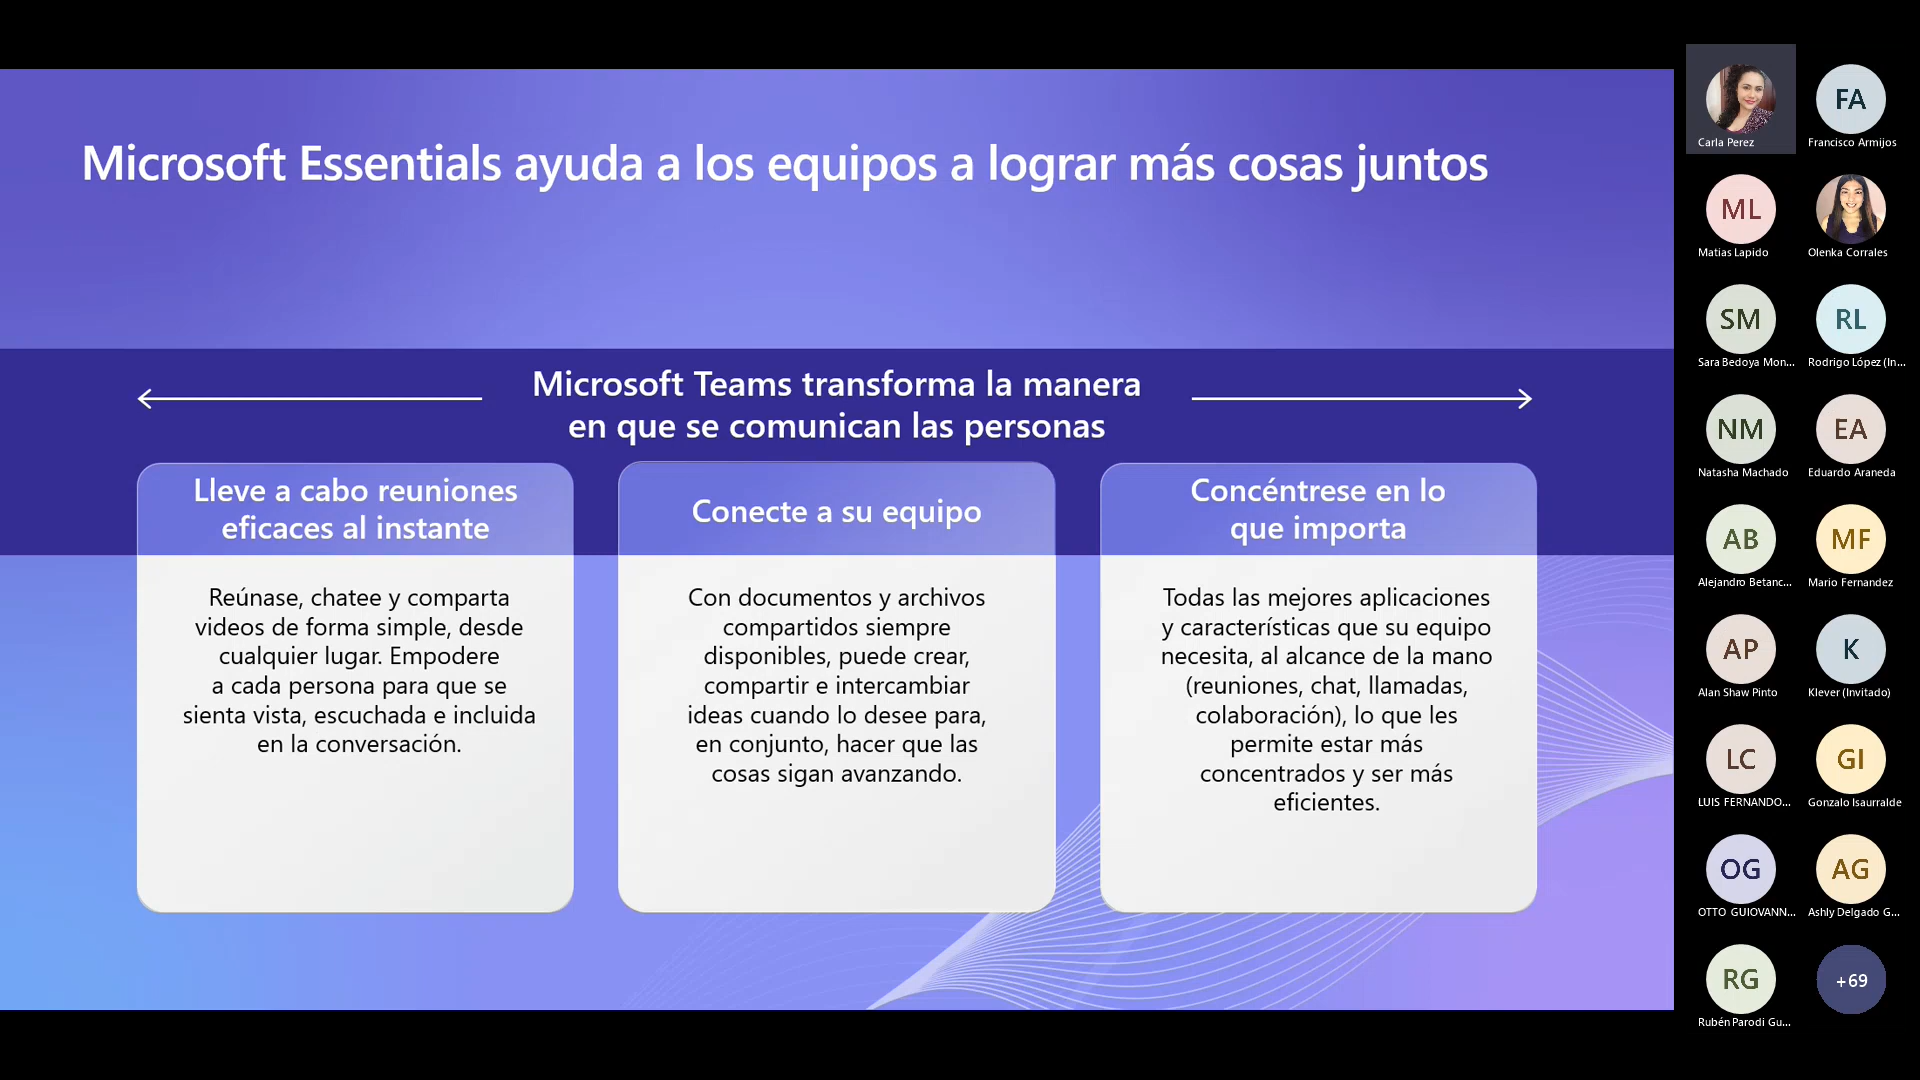 Microsoft Essentials ayuda a los equipos a lograr más cosas juntos
Microsoft Teams transforma la manera
en que se comunican las personas
Lleve a cabo reuniones
eficaces al instante
Reúnase, chatee y comparta
videos de forma simple, desde
cualquier lugar. Empodere
a cada persona para que se
sienta vista, escuchada e incluida
en la conversación.
Conecte a su equipo
Con documentos y archivos
compartidos siempre
disponibles, puede crear,
compartir e intercambiar
ideas cuando lo desee para,
en conjunto, hacer que las
cosas sigan avanzando.
Concéntrese en lo
que importa
Todas las mejores aplicaciones
y características que su equipo
necesita, al alcance de la mano
(reuniones, chat, llamadas,
colaboración), lo que les
permite estar más
concentrados y ser más
eficientes.
Carla Perez
FA
Francisco Armijos
ML
Matias Lapido
Olenka Corrales
SM
Sara Bedoya Mon...
RL
Rodrigo López (In...
NM
Natasha Machado
EA
Eduardo Araneda
AB
Alejandro Betanc...
MF
Mario Fernandez
AP
Alan Shaw Pinto
K
Klever (Invitado)
LC
LUIS FERNANDO...
GI
Gonzalo Isaurralde
OG
OTTO GUIOVANN...
AG
Ashly Delgado G...
RG
Rubén Parodi Gu...
+69